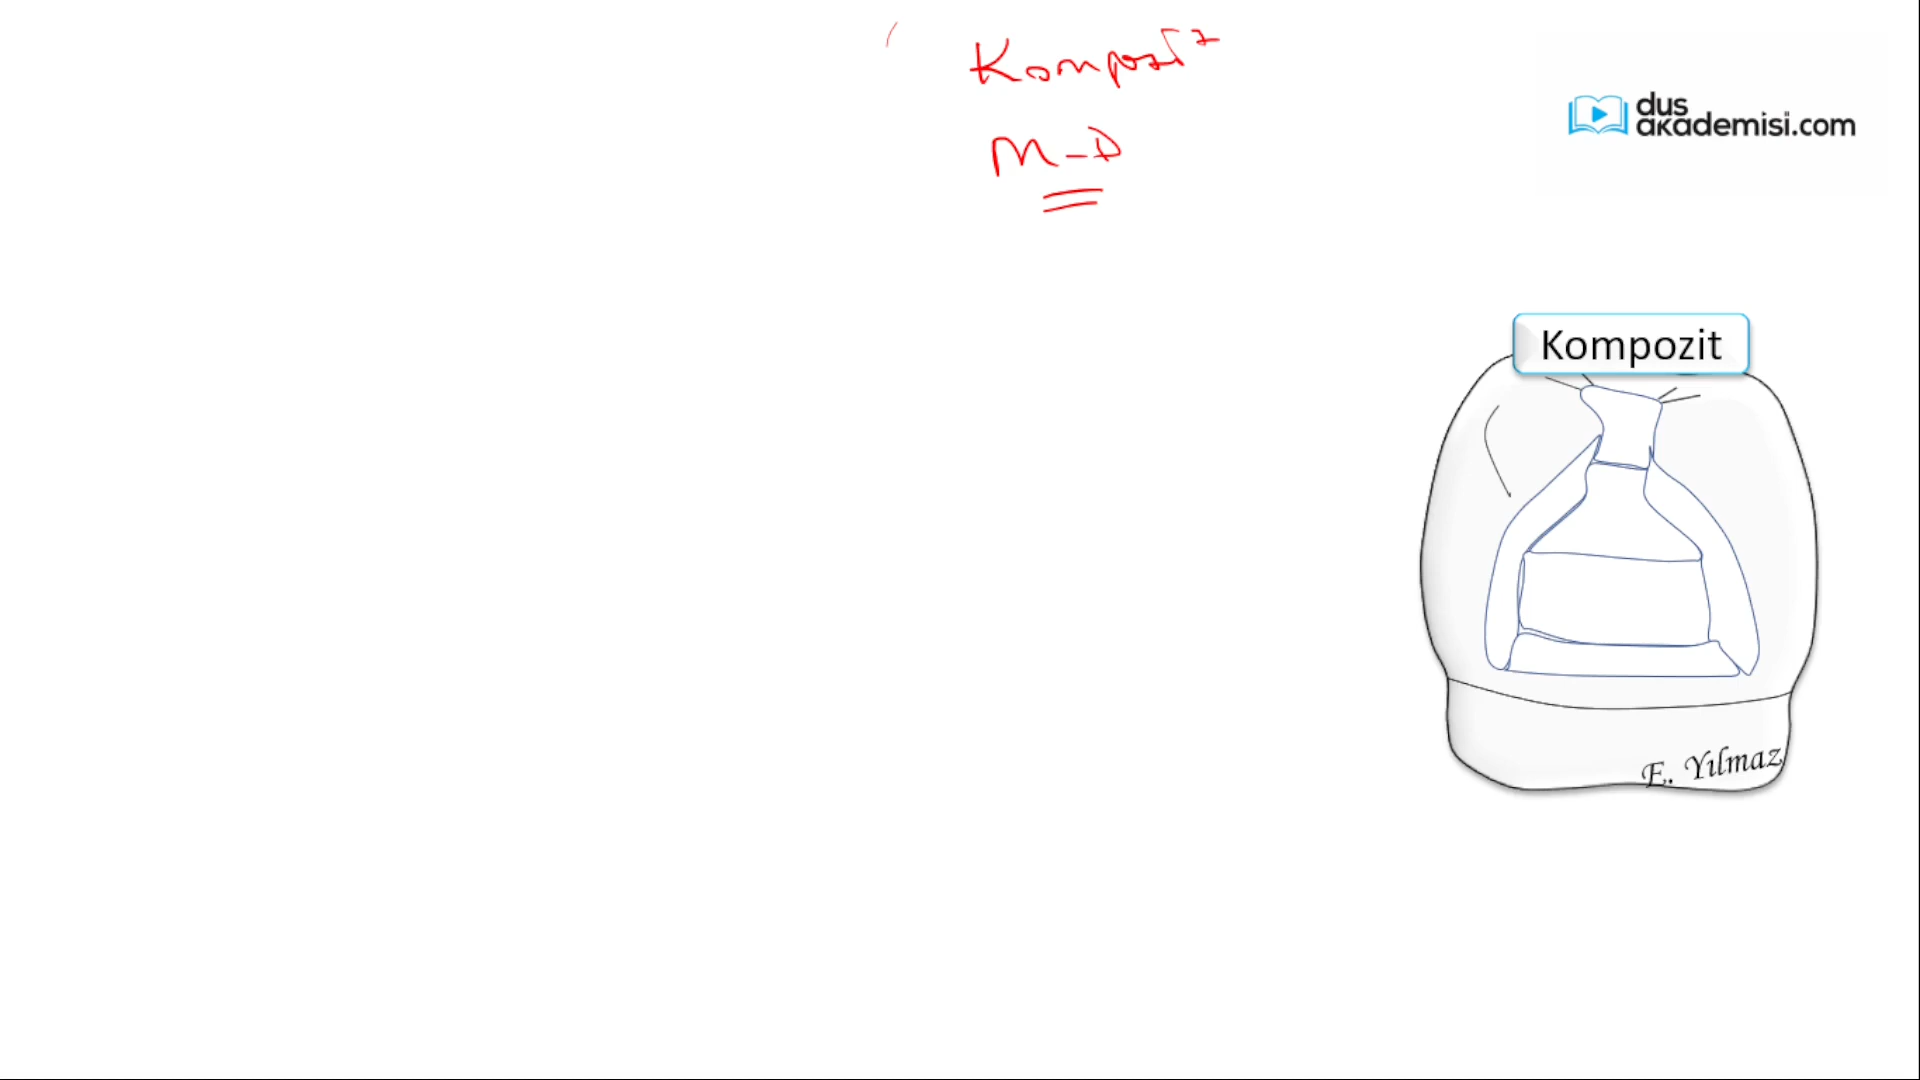 Kompozit
M-D
dus
akademisi.com
Kompozit
E. Yılmaz